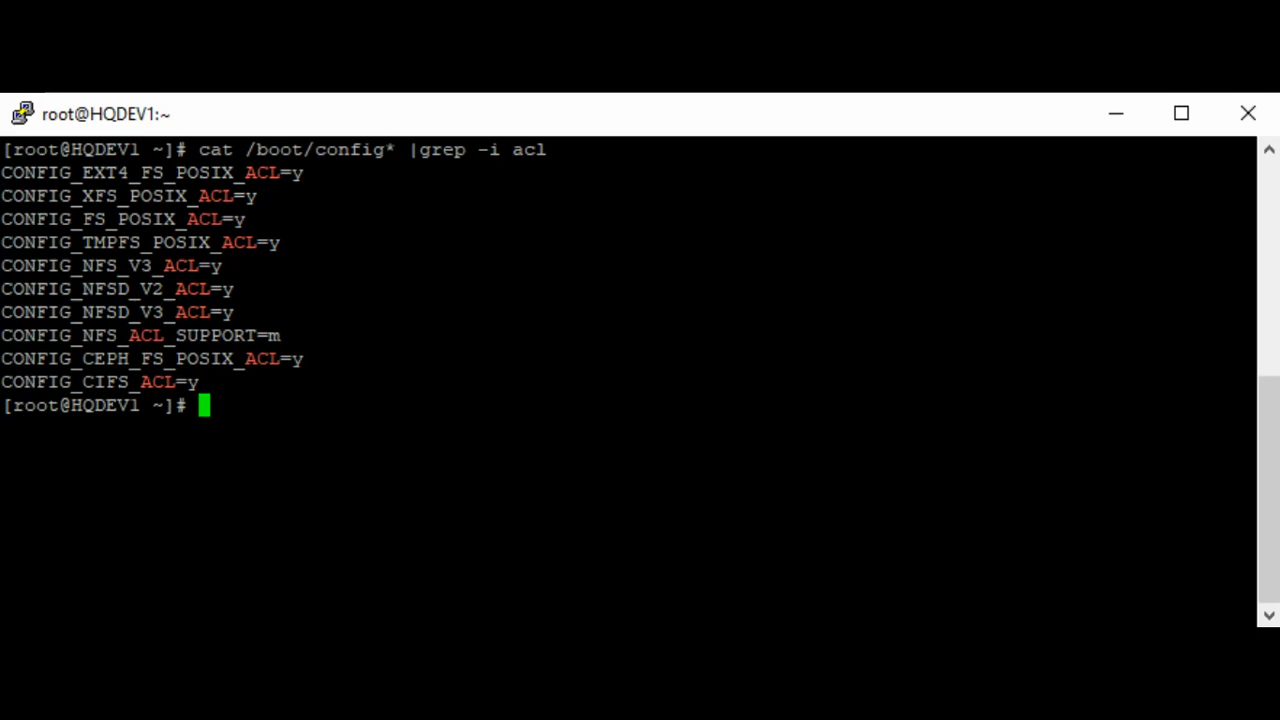 root@HQDEV1:~
[root@HQDEV1 ~]# cat /boot/config* |grep -i acl
CONFIG_EXT4_FS_POSIX_ACL=y
CONFIG_XFS_POSIX_ACL=y
CONFIG_FS_POSIX_ACL=y
CONFIG_TMPFS_POSIX_ACL=y
CONFIG_NFS_V3_ACL=y
CONFIG_NFSD_V2_ACL=y
CONFIG_NFSD_V3_ACL=y
CONFIG_NFS_ACL_SUPPORT=m
CONFIG_CEPH_FS_POSIX_ACL=y
CONFIG_CIFS_ACL=y
[root@HQDEV1 ~]#